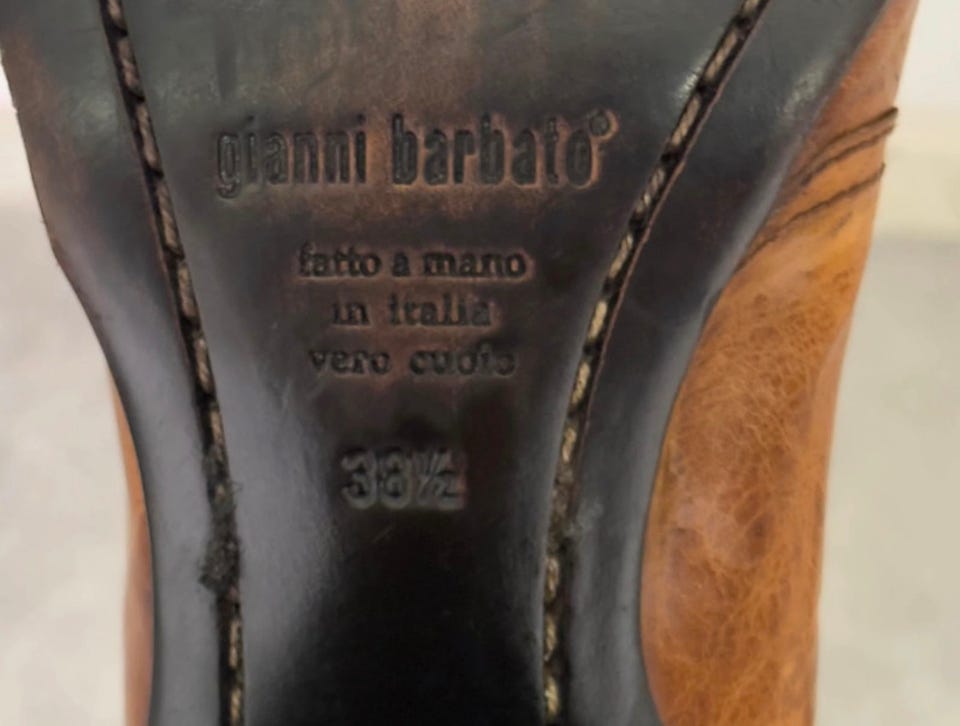 gianni barbato®
fatto a mano
in italia
vero cuoio
38½